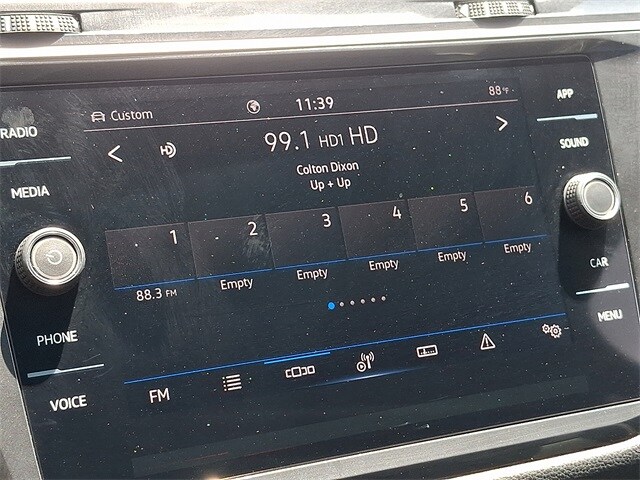 Custom 11:39 88°F
RADIO
MEDIA
PHONE
VOICE
99.1 HD1 HD
Colton Dixon
Up + Up
1 2 3 4 5 6
88.3 FM Empty Empty Empty Empty Empty
FM
APP
SOUND
CAR
MENU